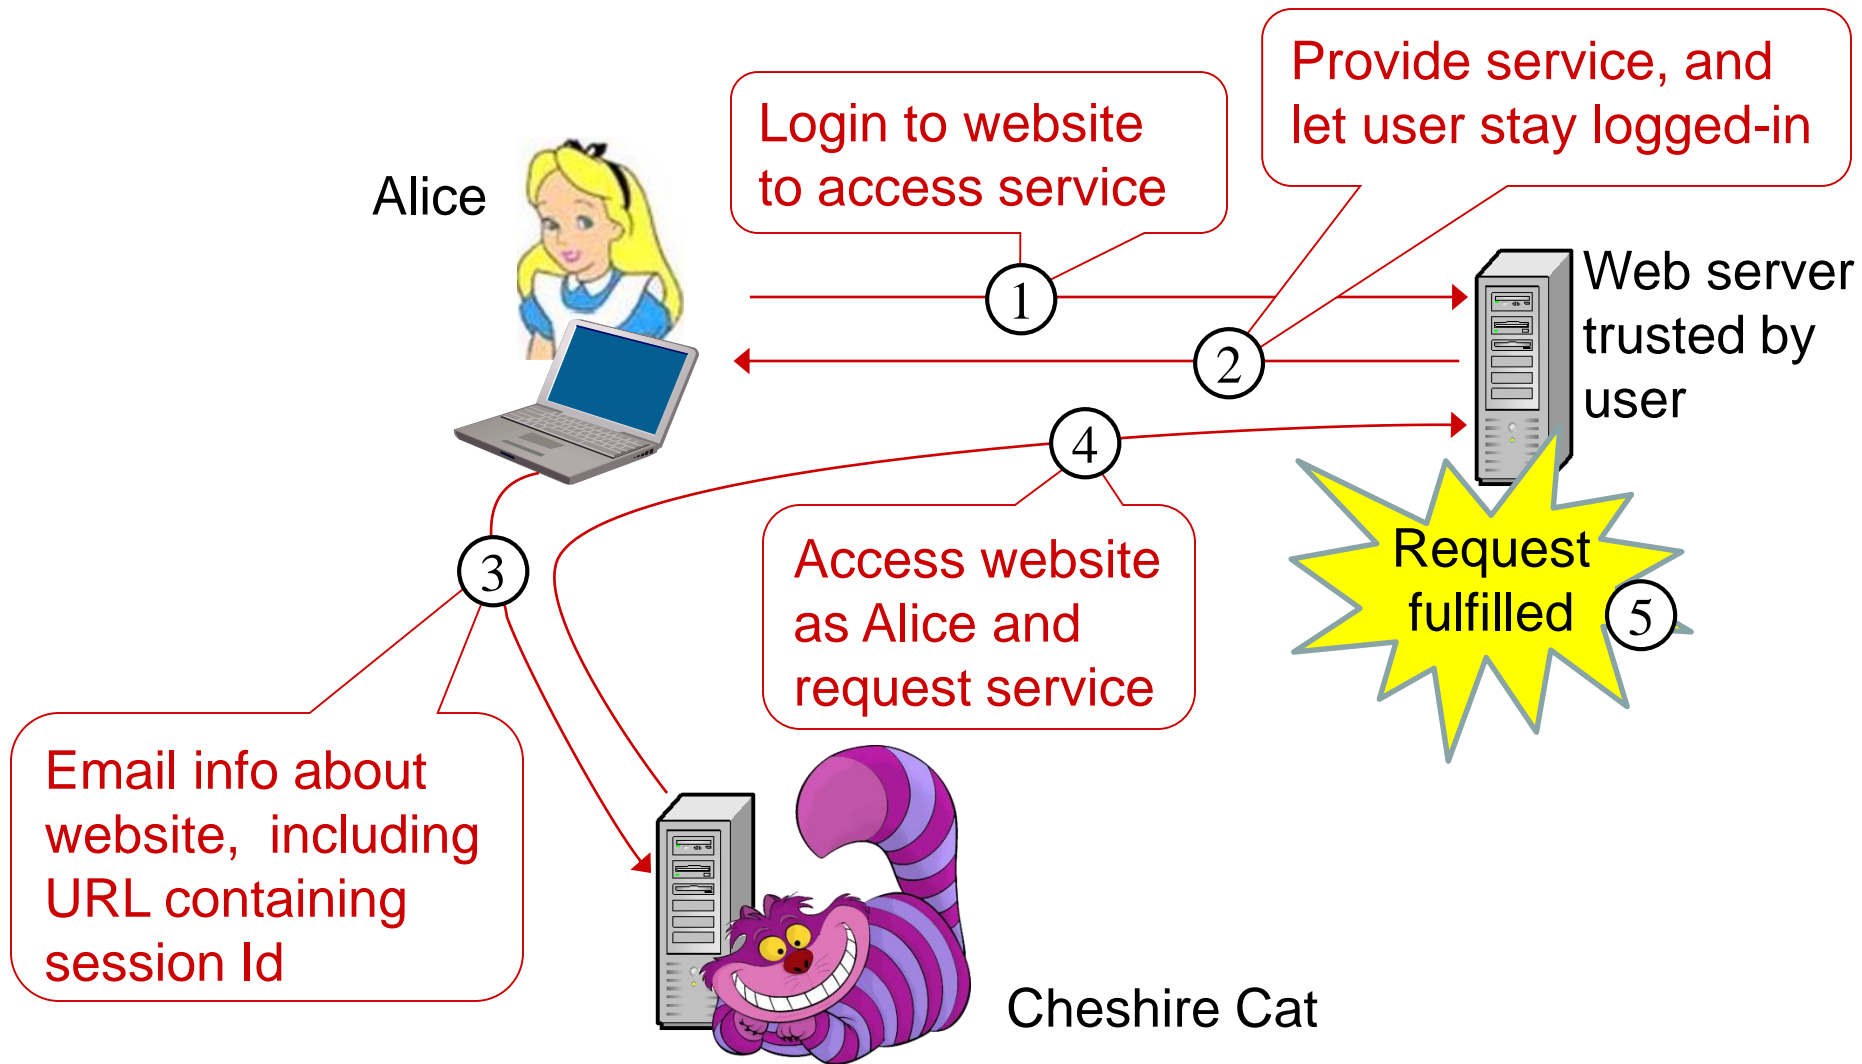 Alice
Login to website
to access service
Provide service, and
let user stay logged-in
1
2
Web server
trusted by
user
4
Access website
as Alice and
request service
3
Email info about
website,  including
URL containing
session Id
Request
fulfilled
5
Cheshire Cat